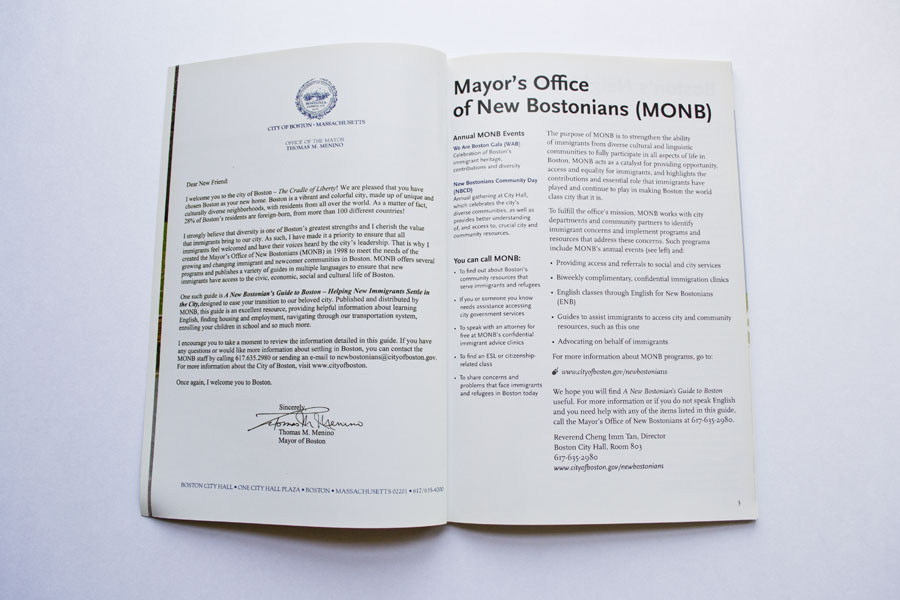 CITY OF BOSTON • MASSACHUSETTS
OFFICE OF THE MAYOR
THOMAS M. MENINO
Dear New Friend:
I welcome you to the city of Boston – The Cradle of Liberty! We are pleased that you have
chosen Boston as your new home. Boston is a vibrant and colorful city, made up of unique and
culturally diverse neighborhoods, with residents from all over the world. As a matter of fact,
28% of Boston's residents are foreign-born, from more than 100 different countries!
I strongly believe that diversity is one of Boston's greatest strengths and I cherish the value
that immigrants bring to our city. As such, I have made it a priority to ensure that all
immigrants feel welcomed and have their voices heard by the city's leadership. That is why I
created the Mayor's Office of New Bostonians (MONB) in 1998 to meet the needs of the
growing and changing immigrant and newcomer communities in Boston. MONB offers several
programs and publishes a variety of guides in multiple languages to ensure that new
immigrants have access to the civic, economic, social and cultural life of Boston.
One such guide is A New Bostonian's Guide to Boston – Helping New Immigrants Settle in
the City, designed to ease your transition to our beloved city. Published and distributed by
MONB, this guide is an excellent resource, providing helpful information about learning
English, finding housing and employment, navigating through our transportation system,
enrolling your children in school and so much more.
I encourage you to take a moment to review the information detailed in this guide. If you have
any questions or would like more information about settling in Boston, you can contact the
MONB staff by calling 617.635.2980 or sending an e-mail to newbostonians@cityofboston.gov.
For more information about the City of Boston, visit www.cityofboston.
Once again, I welcome you to Boston.
Sincerely,
Thomas M. Menino
Thomas M. Menino
Mayor of Boston
BOSTON CITY HALL • ONE CITY HALL PLAZA • BOSTON • MASSACHUSETTS 02201 • 617/635-4000
Mayor's Office
of New Bostonians (MONB)
Annual MONB Events
We Are Boston Gala (WAB)
Celebration of Boston's
immigrant heritage,
contributions and diversity
New Bostonians Community Day
(NBCD)
Annual gathering at City Hall,
which celebrates the city's
diverse communities, as well as
provides better understanding
of, and access to, crucial city and
community resources.
You can call MONB:
• To find out about Boston's
community resources that
serve immigrants and refugees
• If you or someone you know
needs assistance accessing
city government services
• To speak with an attorney for
free at MONB's confidential
immigrant advice clinics
• To find an ESL or citizenship-
related class
• To share concerns and
problems that face immigrants
and refugees in Boston today
The purpose of MONB is to strengthen the ability
of immigrants from diverse cultural and linguistic
communities to fully participate in all aspects of life in
Boston. MONB acts as a catalyst for providing opportunity,
access and equality for immigrants, and highlights the
contributions and essential role that immigrants have
played and continue to play in making Boston the world
class city that it is.
To fulfill the office's mission, MONB works with city
departments and community partners to identify
immigrant concerns and implement programs and
resources that address these concerns. Such programs
include MONB's annual events (see left) and:
• Providing access and referrals to social and city services
• Biweekly complimentary, confidential immigration clinics
• English classes through English for New Bostonians
(ENB)
• Guides to assist immigrants to access city and community
resources, such as this one
• Advocating on behalf of immigrants
For more information about MONB programs, go to:
www.cityofboston.gov/newbostonians
We hope you will find A New Bostonian's Guide to Boston
useful. For more information or if you do not speak English
and you need help with any of the items listed in this guide,
call the Mayor's Office of New Bostonians at 617-635-2980.
Reverend Cheng Imm Tan, Director
Boston City Hall, Room 803
617-635-2980
www.cityofboston.gov/newbostonians